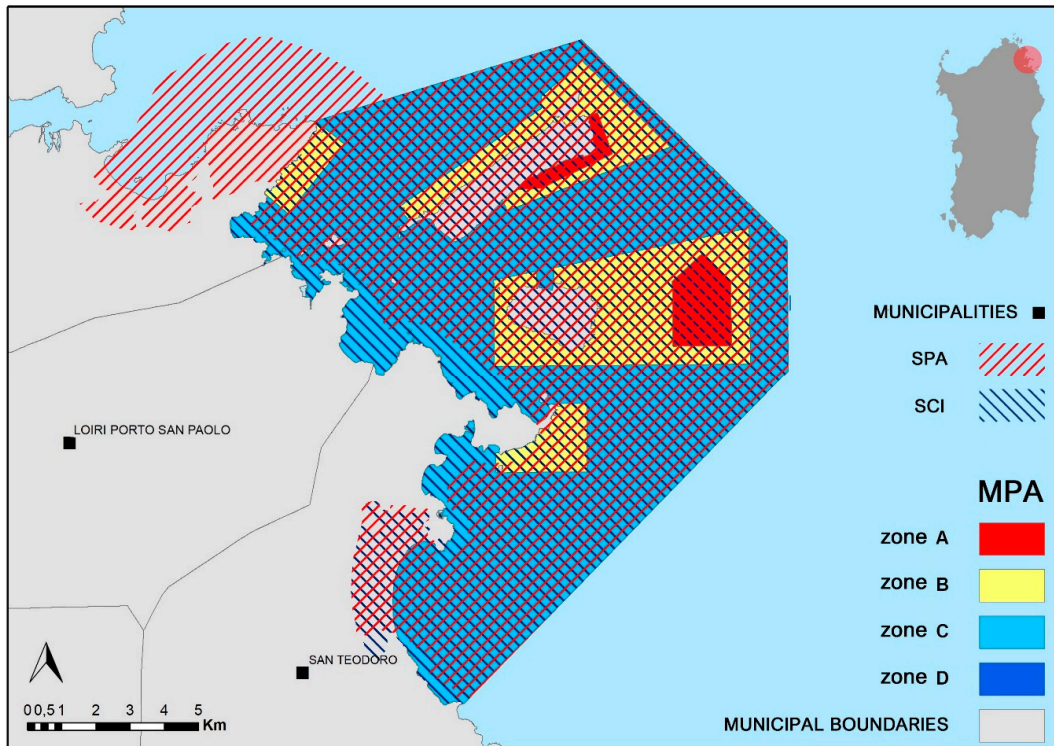 MUNICIPALITIES
SPA
SCI
LOIRI PORTO SAN PAOLO
MPA
zone A
zone B
zone C
zone D
SAN TEODORO
0 0,5 1 2 3 4 5
Km
MUNICIPAL BOUNDARIES